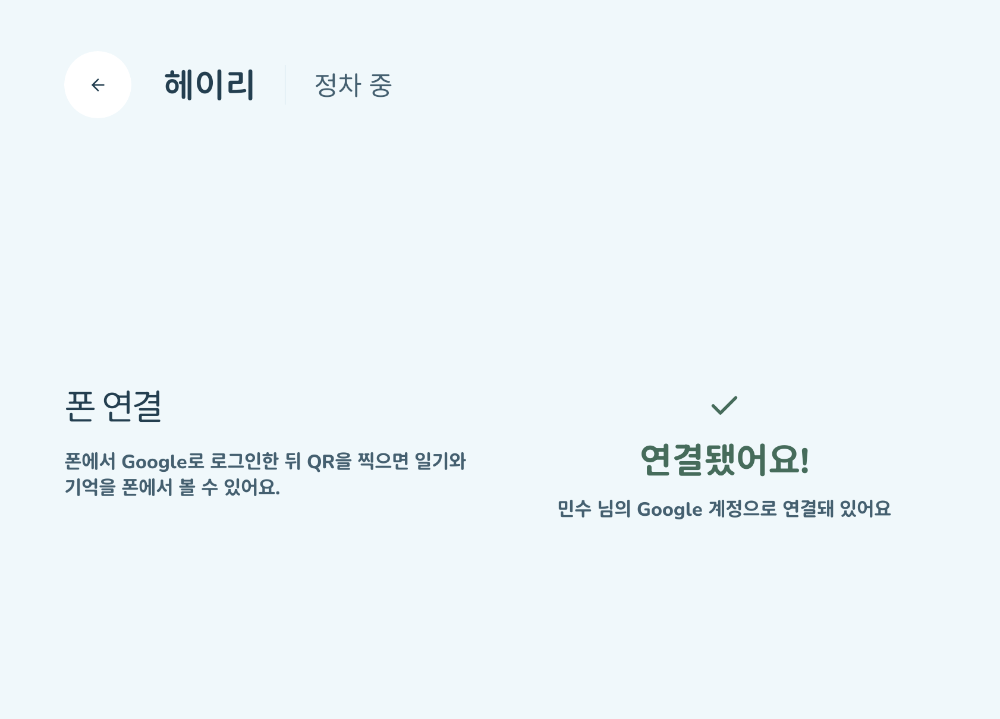 헤이리
정차 중
폰 연결
폰에서 Google로 로그인한 뒤 QR을 찍으면 일기와
기억을 폰에서 볼 수 있어요.
연결됐어요!
민수 님의 Google 계정으로 연결돼 있어요